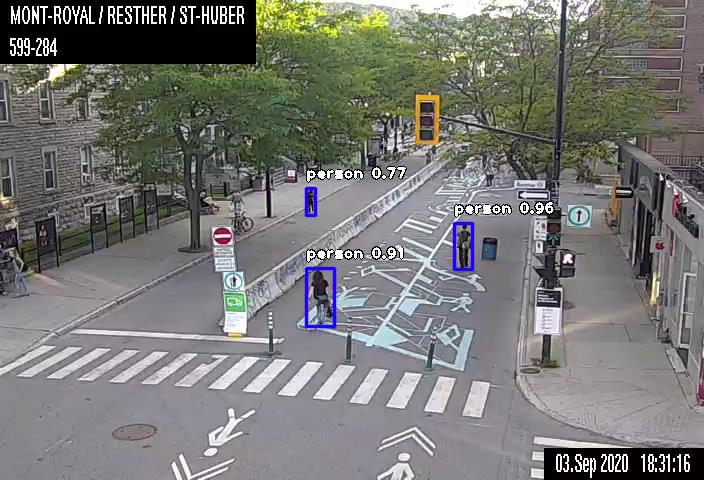 MONT-ROYAL / RESTHER / ST-HUBER
599-284
person 0.77
person 0.96
person 0.91
03.Sep 2020 18:31:16